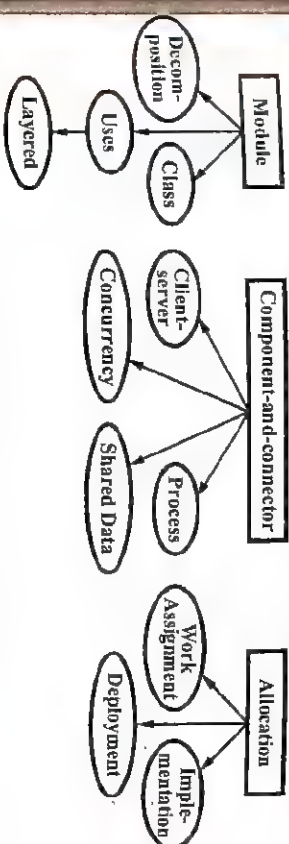 Module
Decom-
position
Class
Uses
Layered
Component-and-connector
Client-
server
Process
Concurrency
Shared Data
Allocation
Work
Assignment
Imple-
mentation
Deployment